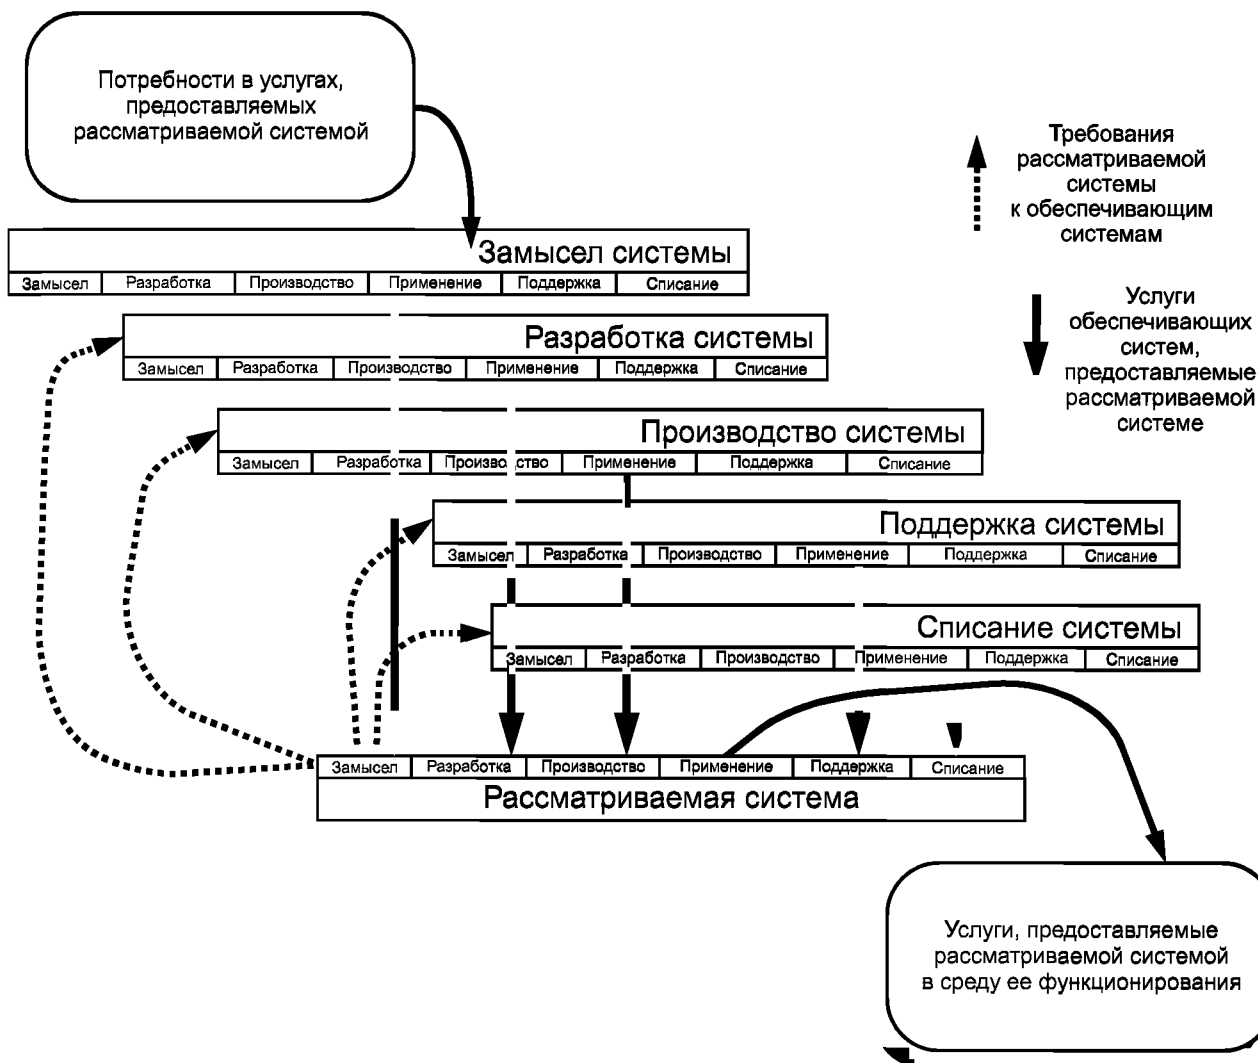 Потребности в услугах,
предоставляемых
рассматриваемой системой
Требования
рассматриваемой
системы
к обеспечивающим
системам
Замысел системы
Замысел Разработка Производство Применение Поддержка Списание
Услуги
обеспечивающих
систем,
предоставляемые
рассматриваемой
системе
Разработка системы
Замысел Разработка Производство Применение Поддержка Списание
Производство системы
Замысел Разработка Производство Применение Поддержка Списание
Поддержка системы
Замысел Разработка Производство Применение Поддержка Списание
Списание системы
Замысел Разработка Производство Применение Поддержка Списание
Замысел Разработка Производство Применение Поддержка Списание
Рассматриваемая система
Услуги, предоставляемые
рассматриваемой системой
в среду ее функционирования